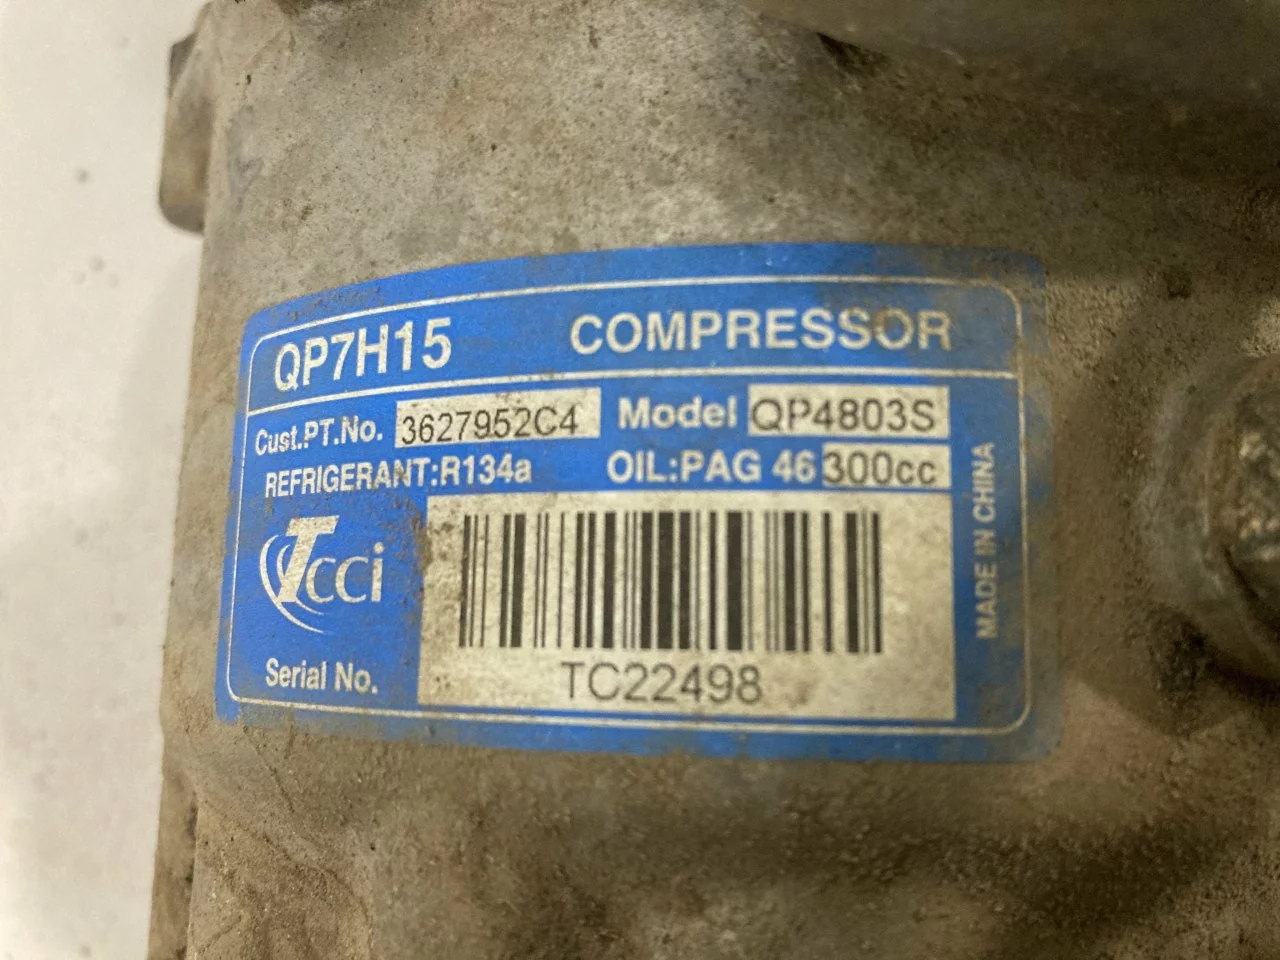 QP7H15 COMPRESSOR
Cust.PT.No. 3627952C4 Model QP4803S
REFRIGERANT:R134a OIL:PAG 46 300cc
MADE IN CHINA
Tcci
Serial No. TC22498